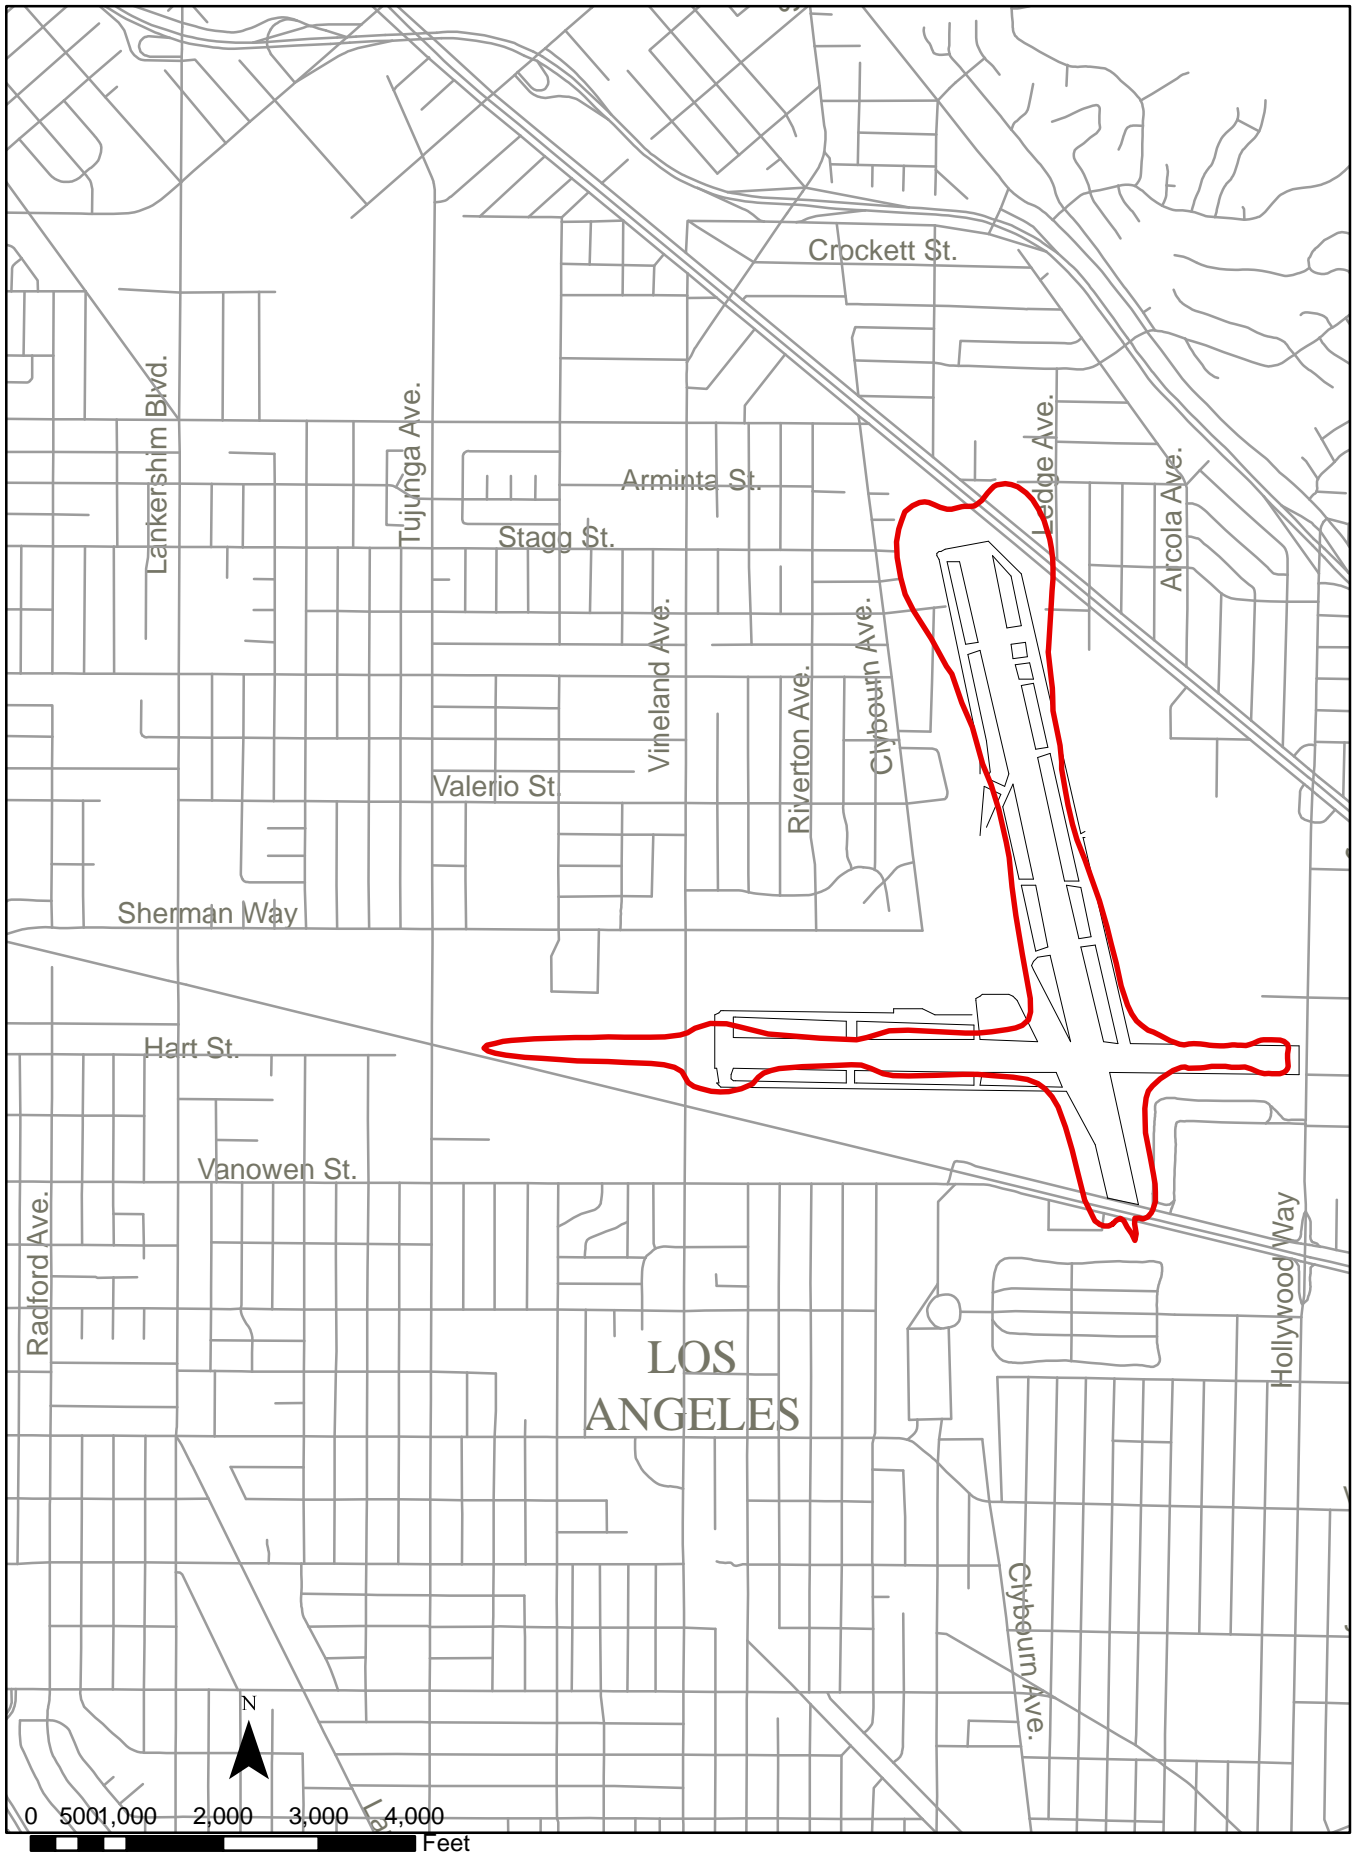 Crockett St.
Lankershim Blvd.
Tujunga Ave.
Ledge Ave.
Arminta St.
Arcola Ave.
Stagg St.
Vineland Ave.
Clybourn Ave.
Riverton Ave.
Valerio St.
Sherman Way
Hart St.
Vanowen St.
Radford Ave.
Hollywood Way
LOS
ANGELES
Clybourn Ave.
N
0 500 1,000 2,000 3,000 4,000
Feet